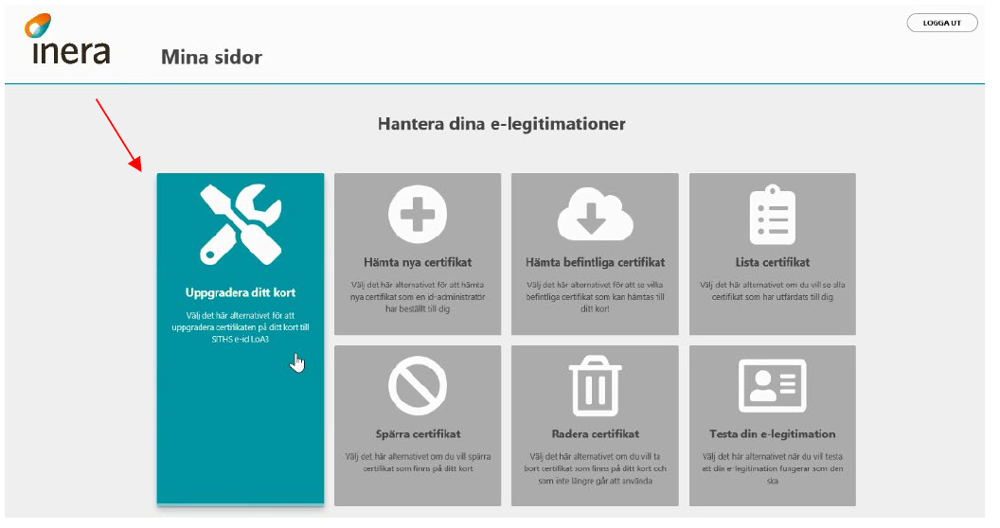 inera
Mina sidor
LOGGA UT
Hantera dina e-legitimationer
Uppgradera ditt kort
Välj det här alternativet för att
uppgradera certifikaten på ditt kort till
SITHS e-id LoA3
Hämta nya certifikat
Välj det här alternativet för att hämta
nya certifikat som en id-administratör
har beställt till dig
Hämta befintliga certifikat
Välj det här alternativet för att se vilka
befintliga certifikat som kan hämtas till
ditt kort
Lista certifikat
Välj det här alternativet om du vill se alla
certifikat som har utfärdats till dig
Spärra certifikat
Välj det här alternativet om du vill spärra
certifikat som finns på ditt kort
Radera certifikat
Välj det här alternativet om du vill ta
bort certifikat som finns på ditt kort och
som inte längre går att använda
Testa din e-legitimation
Välj det här alternativet när du vill testa
att din e-legitimation fungerar som den
ska